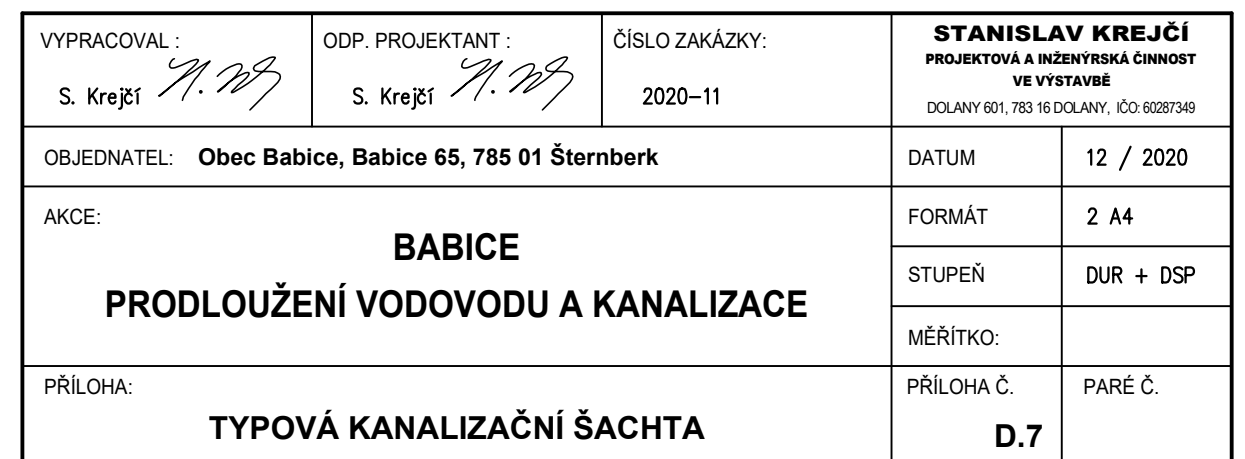 VYPRACOVAL :
S. Krejčí
ODP. PROJEKTANT :
S. Krejčí
ČÍSLO ZAKÁZKY:
2020–11
STANISLAV KREJČÍ
PROJEKTOVÁ A INŽENÝRSKÁ ČINNOST
VE VÝSTAVBĚ
DOLANY 601, 783 16 DOLANY, IČO: 60287349
OBJEDNATEL: Obec Babice, Babice 65, 785 01 Šternberk
DATUM
12 / 2020
AKCE:
BABICE
PRODLOUŽENÍ VODOVODU A KANALIZACE
FORMÁT
2 A4
STUPEŇ
DUR + DSP
MĚŘÍTKO:
PŘÍLOHA:
TYPOVÁ KANALIZAČNÍ ŠACHTA
PŘÍLOHA Č.
D.7
PARÉ Č.